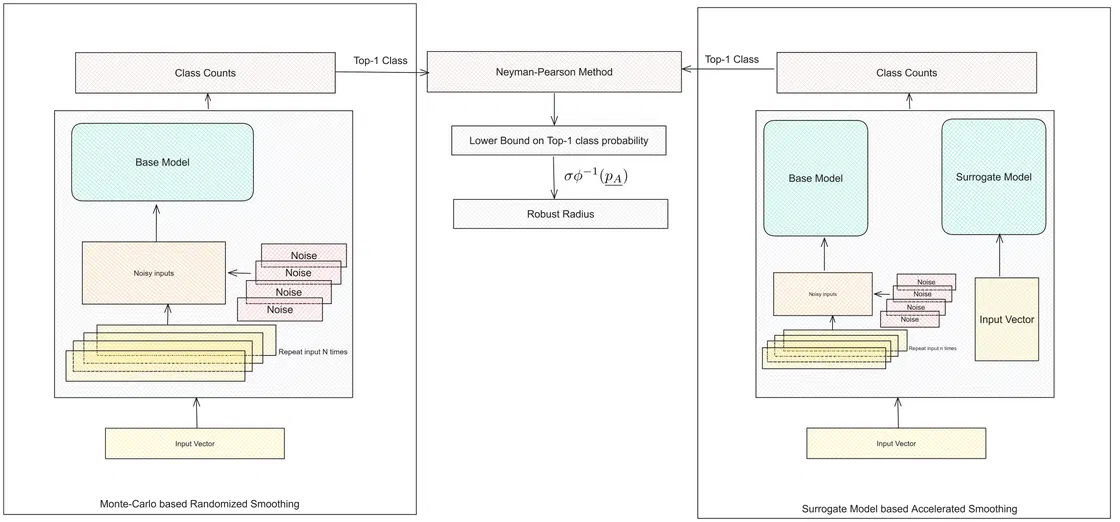 Class Counts
Top-1 Class
Base Model
Noisy inputs
Noise
Noise
Noise
Noise
Repeat input N times
Input Vector
Monte-Carlo based Randomized Smoothing
Neyman-Pearson Method
Lower Bound on Top-1 class probability
σϕ⁻¹(p_A)
Robust Radius
Top-1 Class
Class Counts
Base Model
Surrogate Model
Noisy inputs
Noise
Noise
Noise
Noise
Repeat input n times
Input Vector
Input Vector
Surrogate Model based Accelerated Smoothing